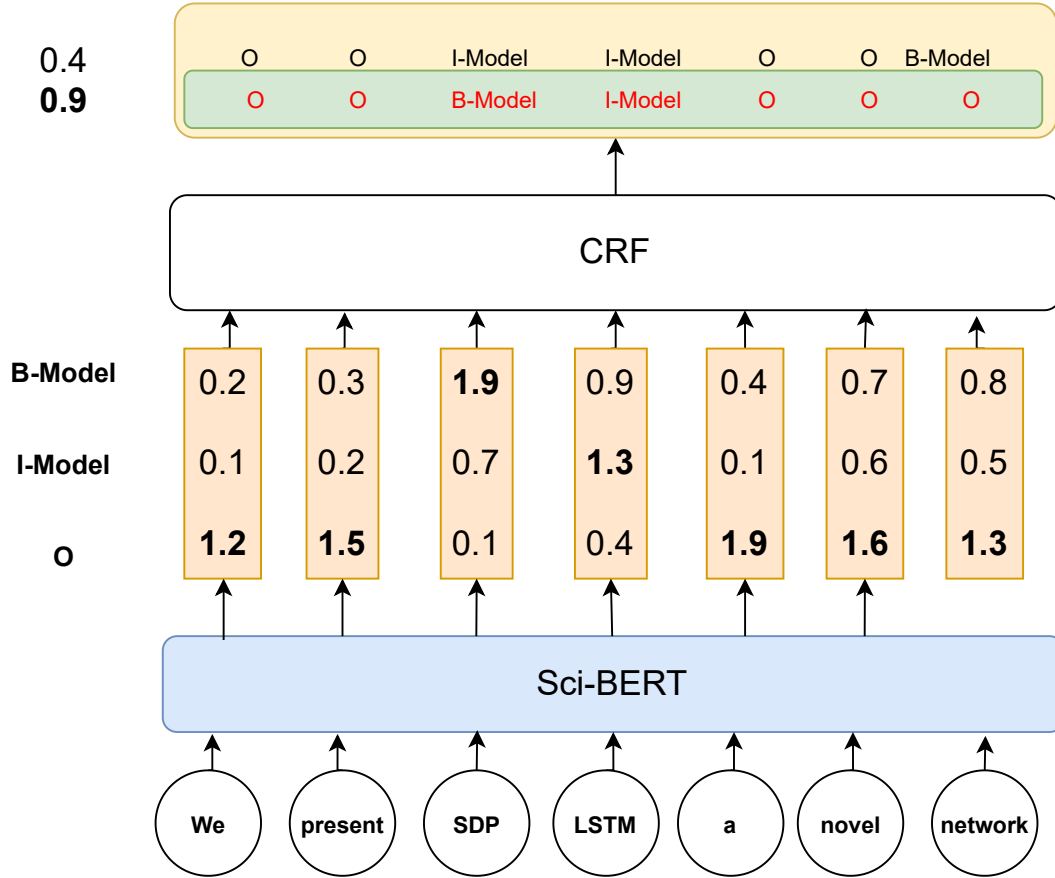 0.4 O O I-Model I-Model O O B-Model
0.9 O O B-Model I-Model O O O
CRF
B-Model 0.2 0.3 1.9 0.9 0.4 0.7 0.8
I-Model 0.1 0.2 0.7 1.3 0.1 0.6 0.5
O 1.2 1.5 0.1 0.4 1.9 1.6 1.3
Sci-BERT
We present SDP LSTM a novel network